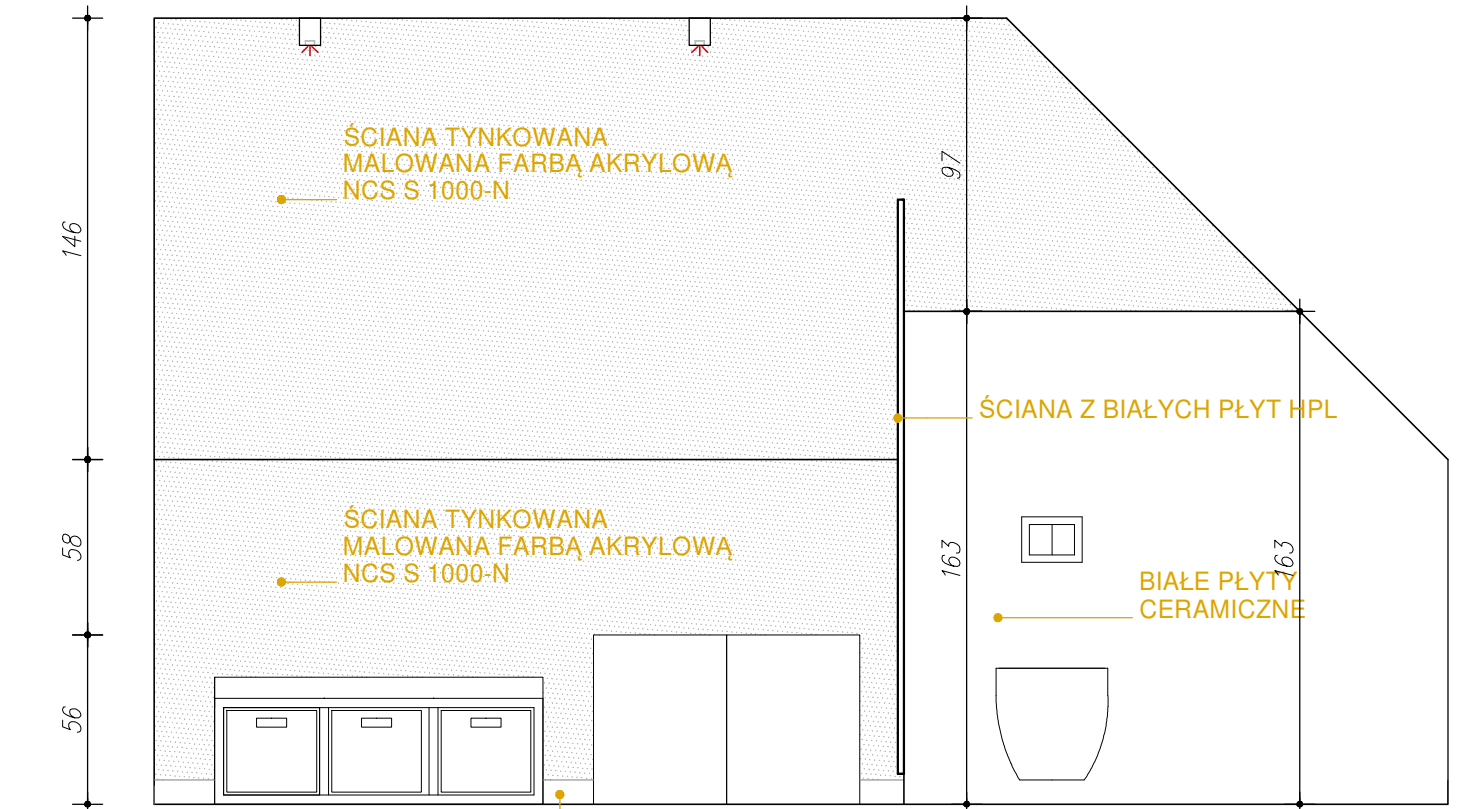 ŚCIANA TYNKOWANA
MALOWANA FARBĄ AKRYLOWĄ
NCS S 1000-N
97
146
ŚCIANA Z BIAŁYCH PŁYT HPL
ŚCIANA TYNKOWANA
MALOWANA FARBĄ AKRYLOWĄ
NCS S 1000-N
58
163
163
BIAŁE PŁYTY
CERAMICZNE
56